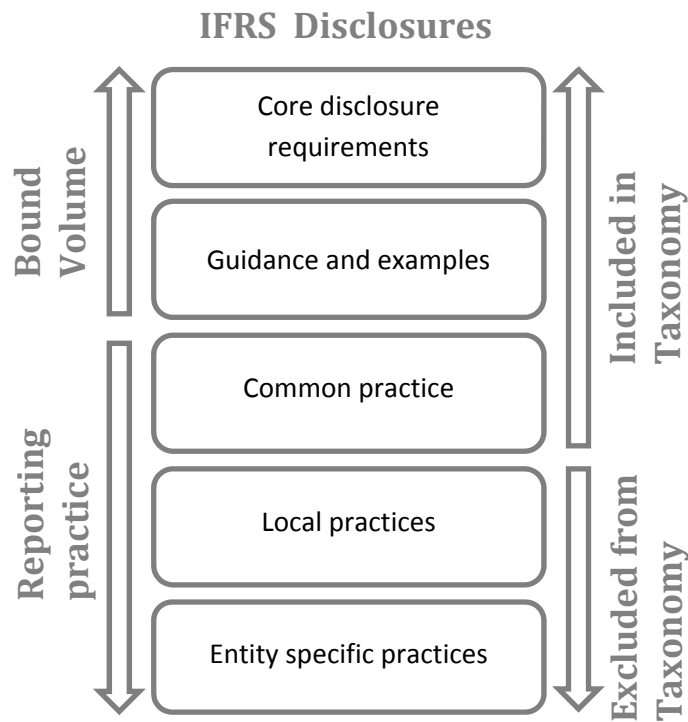 IFRS Disclosures
Core disclosure
requirements
Guidance and examples
Common practice
Local practices
Entity specific practices
Bound
Volume
Reporting
practice
Included in
Taxonomy
Excluded from
Taxonomy